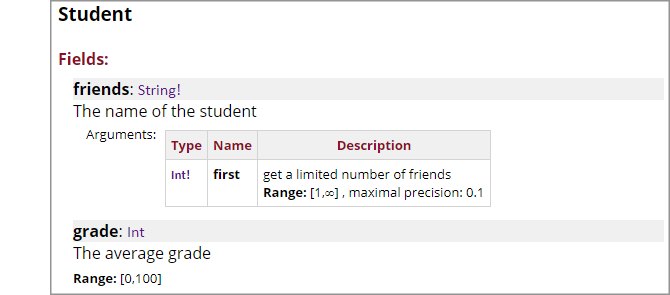 Student
Fields:
friends: String!
The name of the student
Arguments:
Type Name Description
Int! first get a limited number of friends
Range: [1,∞] , maximal precision: 0.1
grade: Int
The average grade
Range: [0,100]